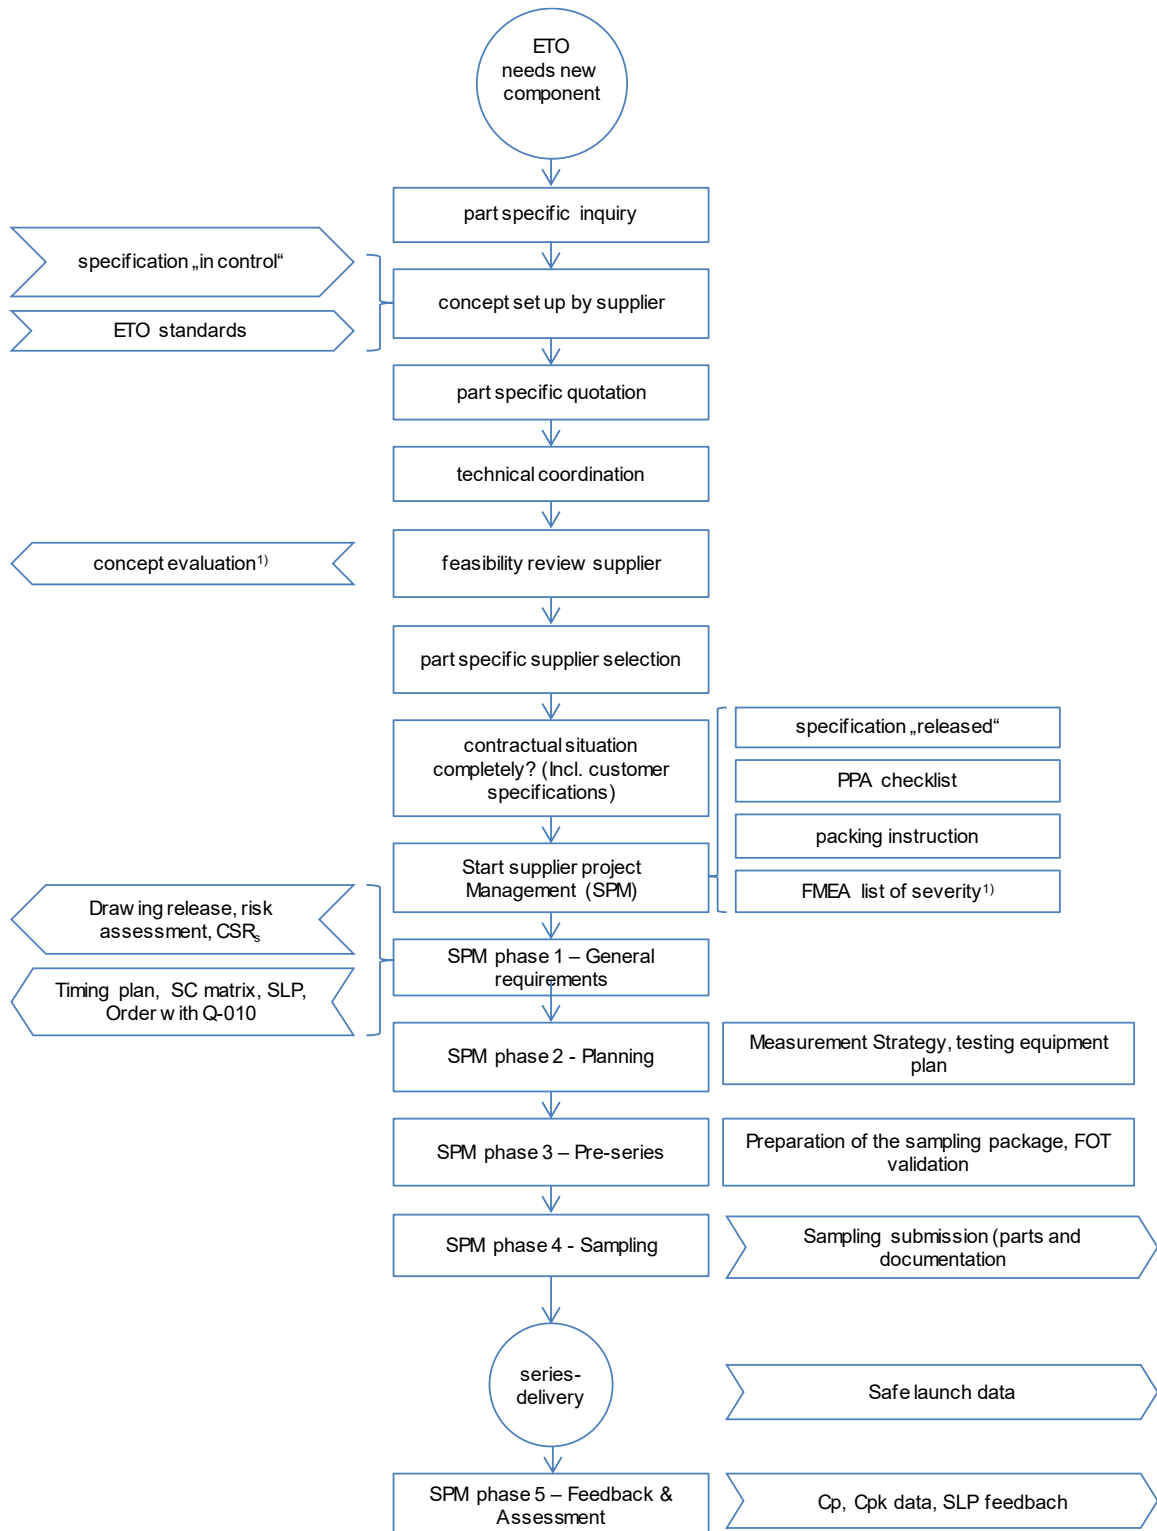 ETO
needs new
component
part specific inquiry
specification „in control“
ETO standards
concept set up by supplier
part specific quotation
technical coordination
concept evaluation¹⁾
feasibility review supplier
part specific supplier selection
contractual situation
completely? (Incl. customer
specifications)
specification „released“
PPA checklist
packing instruction
FMEA list of severity¹⁾
Start supplier project
Management (SPM)
Drawing release, risk
assessment, CSRs
Timing plan, SC matrix, SLP,
Order with Q-010
SPM phase 1 – General
requirements
SPM phase 2 - Planning
Measurement Strategy, testing equipment
plan
SPM phase 3 – Pre-series
Preparation of the sampling package, FOT
validation
SPM phase 4 - Sampling
Sampling submission (parts and
documentation
series-
delivery
Safe launch data
SPM phase 5 – Feedback &
Assessment
Cp, Cpk data, SLP feedbach